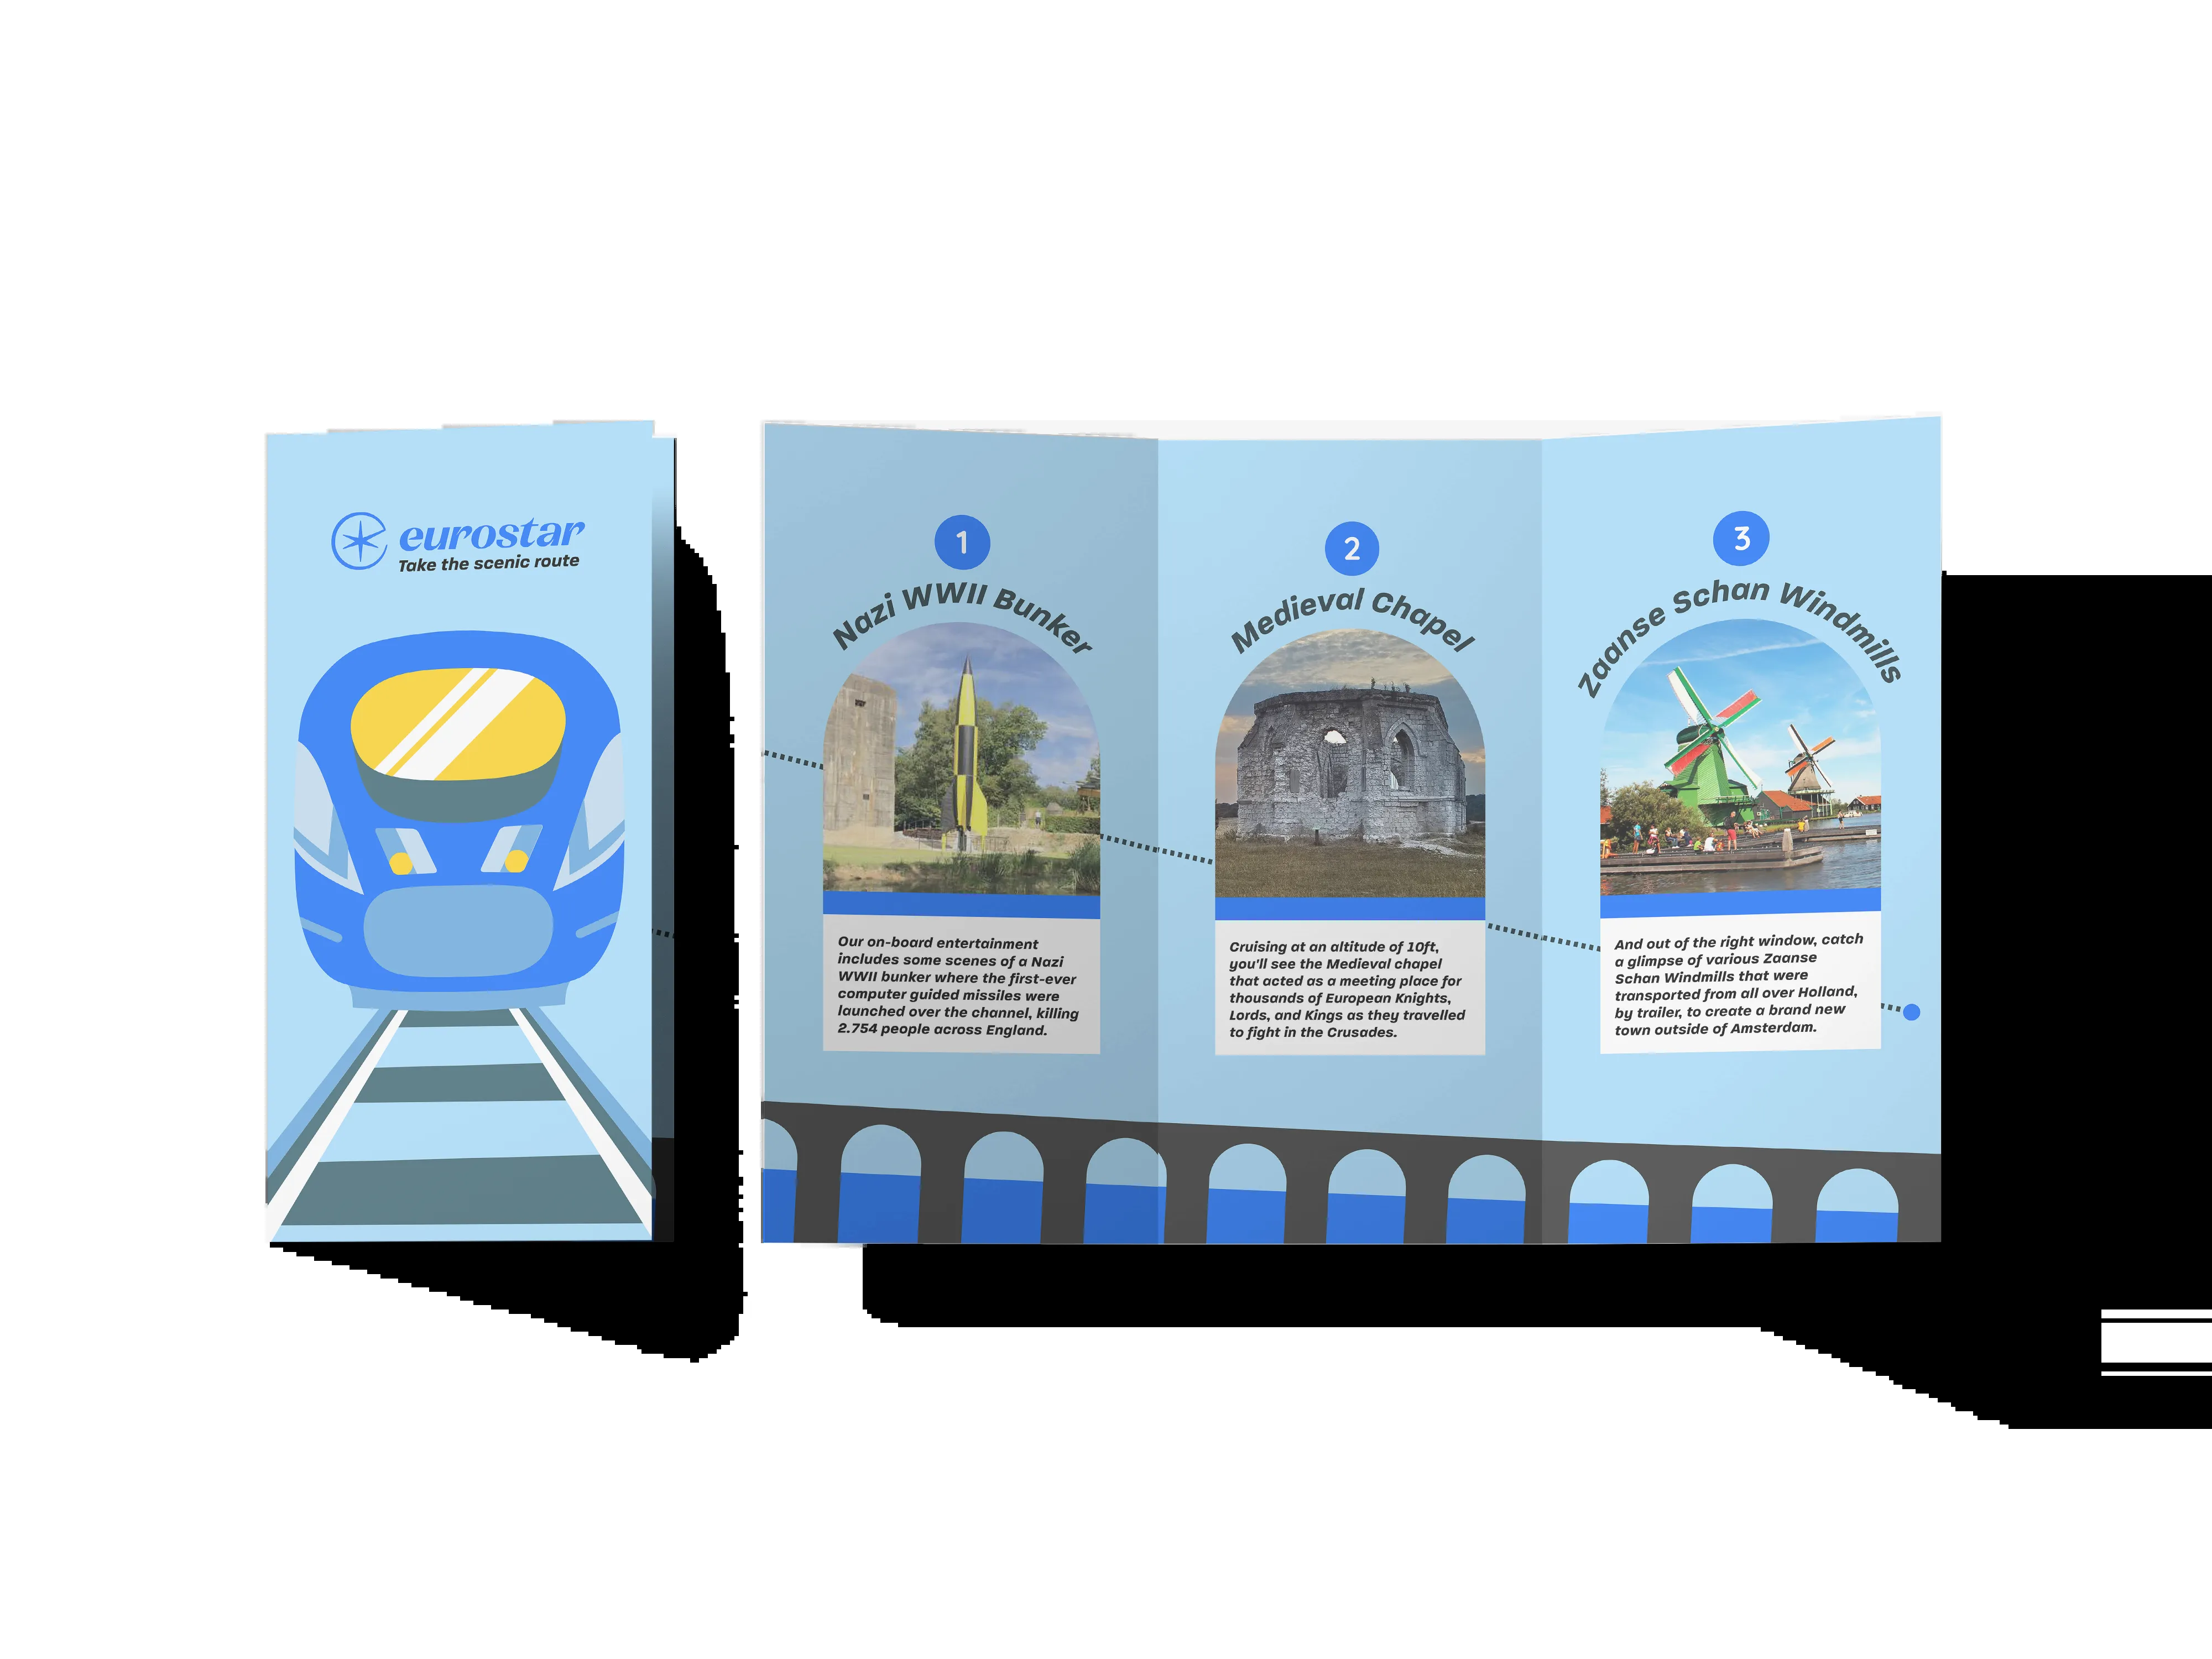 eurostar
Take the scenic route
1
Nazi WWII Bunker
Our on-board entertainment
includes some scenes of a Nazi
WWII bunker where the first-ever
computer guided missiles were
launched over the channel, killing
2.754 people across England.
2
Medieval Chapel
Cruising at an altitude of 10ft,
you'll see the Medieval chapel
that acted as a meeting place for
thousands of European Knights,
Lords, and Kings as they travelled
to fight in the Crusades.
3
Zaanse Schan Windmills
And out of the right window, catch
a glimpse of various Zaanse
Schan Windmills that were
transported from all over Holland,
by trailer, to create a brand new
town outside of Amsterdam.